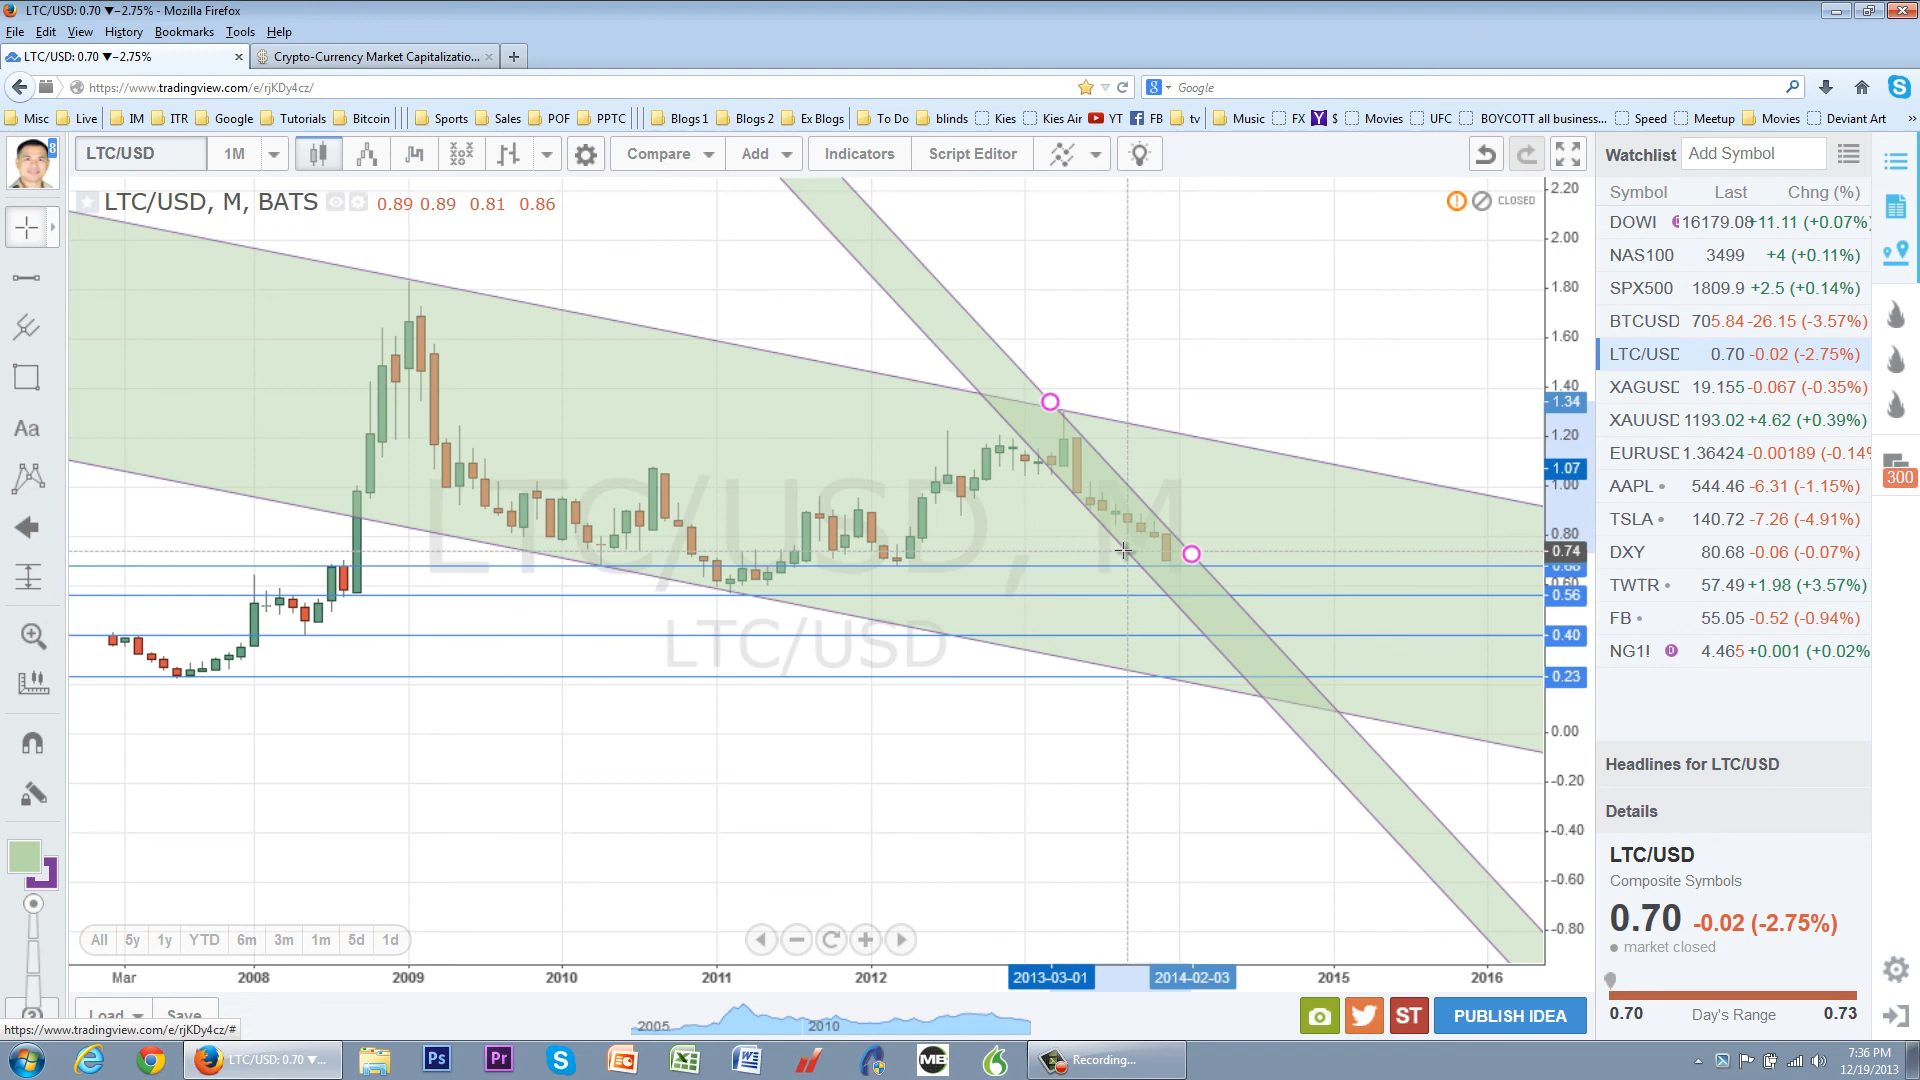 LTC/USD: 0.70 ▼−2.75% - Mozilla Firefox
File Edit View History Bookmarks Tools Help
LTC/USD: 0.70 ▼−2.75% × Crypto-Currency Market Capitalizatio... × +
https://www.tradingview.com/e/rjKDy4cz/ Google
Misc Live IM ITR Google Tutorials Bitcoin Sports Sales POF PPTC Blogs 1 Blogs 2 Ex Blogs To Do blinds Kies Kies Air YT FB tv Music FX $ Movies UFC BOYCOTT all business... Speed Meetup Movies Deviant Art »
8
LTC/USD 1M Compare Add Indicators Script Editor
Watchlist Add Symbol
LTC/USD, M, BATS 0.89 0.89 0.81 0.86
CLOSED
Symbol Last Chng (%)
DOWI 16179.08 +11.11 (+0.07%)
NAS100 3499 +4 (+0.11%)
SPX500 1809.9 +2.5 (+0.14%)
BTCUSD 705.84 -26.15 (-3.57%)
LTC/USD 0.70 -0.02 (-2.75%)
XAGUSD 19.155 -0.067 (-0.35%)
XAUUSD 1193.02 +4.62 (+0.39%)
EURUSD 1.36424 -0.00189 (-0.14%
AAPL 544.46 -6.31 (-1.15%)
TSLA 140.72 -7.26 (-4.91%)
DXY 80.68 -0.06 (-0.07%)
TWTR 57.49 +1.98 (+3.57%)
FB 55.05 -0.52 (-0.94%)
NG1! D 4.465 +0.001 (+0.02%
300
2.20
2.00
1.80
1.60
1.40
1.34
1.20
1.07
1.00
0.80
0.74
0.68
0.60
0.56
0.40
0.23
0.00
-0.20
-0.40
-0.60
-0.80
LTC/USD, M
LTC/USD
Aa
Headlines for LTC/USD
Details
LTC/USD
Composite Symbols
0.70 -0.02 (-2.75%)
market closed
0.70 Day's Range 0.73
All 5y 1y YTD 6m 3m 1m 5d 1d
Mar 2008 2009 2010 2011 2012 2013-03-01 2014-02-03 2015 2016
Load Save
2005 2010
ST PUBLISH IDEA
https://www.tradingview.com/e/rjKDy4cz/#
LTC/USD: 0.70 ▼...
Ps Pr MB
Recording...
7:36 PM
12/19/2013